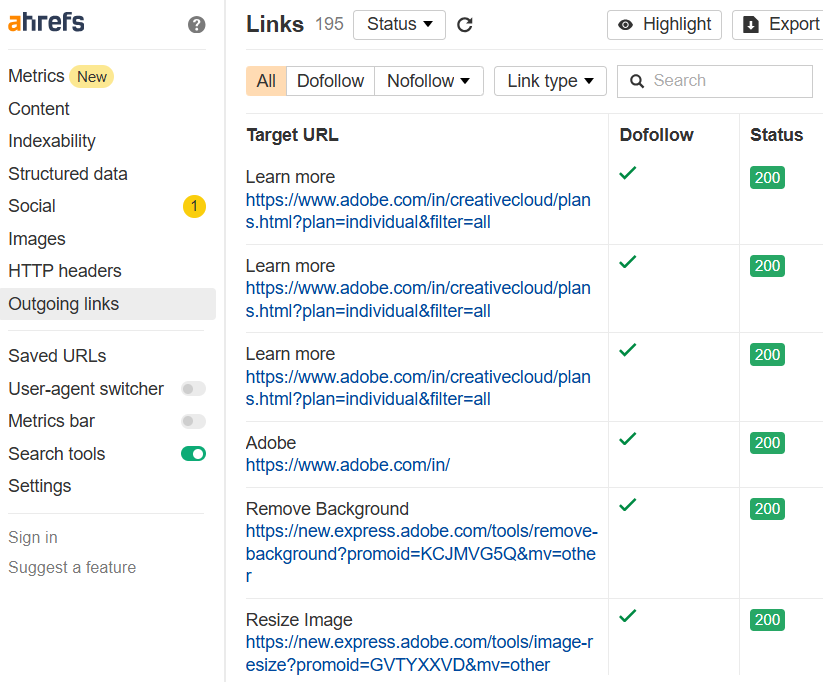 ahrefs
?
Metrics New
Content
Indexability
Structured data
Social 1
Images
HTTP headers
Outgoing links
Saved URLs
User-agent switcher
Metrics bar
Search tools
Settings
Sign in
Suggest a feature
Links 195 Status
Highlight
Export
All Dofollow Nofollow Link type Search
Target URL Dofollow Status
Learn more 200
https://www.adobe.com/in/creativecloud/plan
s.html?plan=individual&filter=all
Learn more 200
https://www.adobe.com/in/creativecloud/plan
s.html?plan=individual&filter=all
Learn more 200
https://www.adobe.com/in/creativecloud/plan
s.html?plan=individual&filter=all
Adobe 200
https://www.adobe.com/in/
Remove Background 200
https://new.express.adobe.com/tools/remove-
background?promoid=KCJMVG5Q&mv=othe
r
Resize Image 200
https://new.express.adobe.com/tools/image-r
esize?promoid=GVTYXXVD&mv=other